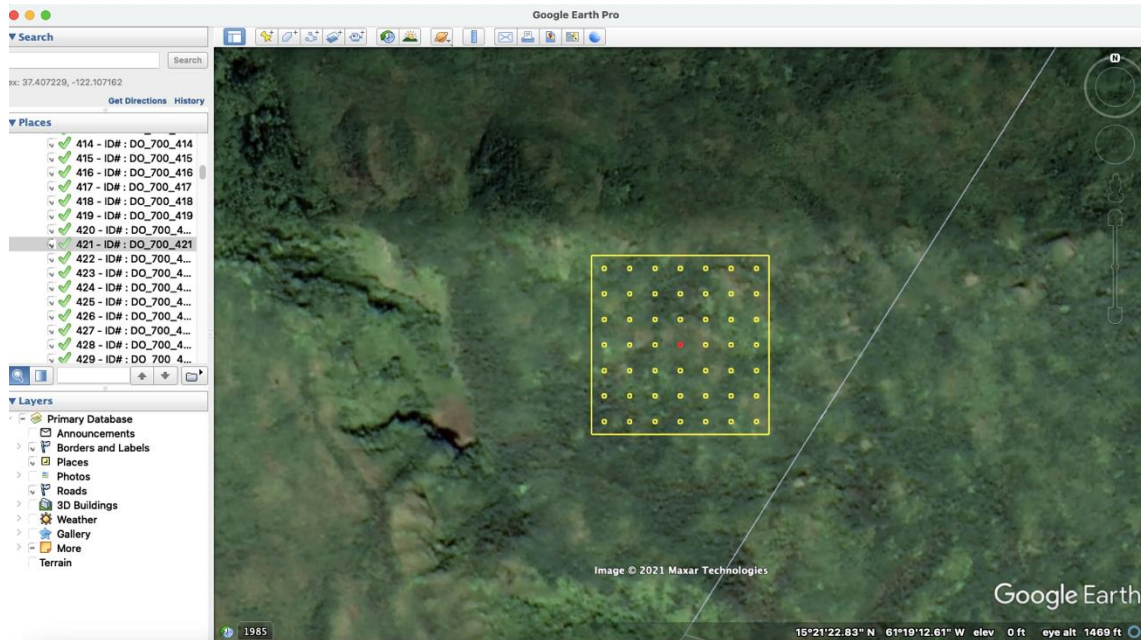 Google Earth Pro
Search
Search
ex: 37.407229, -122.107162
Get Directions History
Places
414 - ID# : DO_700_414
415 - ID# : DO_700_415
416 - ID# : DO_700_416
417 - ID# : DO_700_417
418 - ID# : DO_700_418
419 - ID# : DO_700_419
420 - ID# : DO_700_4...
421 - ID# : DO_700_421
422 - ID# : DO_700_4...
423 - ID# : DO_700_4...
424 - ID# : DO_700_4...
425 - ID# : DO_700_4...
426 - ID# : DO_700_4...
427 - ID# : DO_700_4...
428 - ID# : DO_700_4...
429 - ID# : DO_700_4...
Layers
Primary Database
Announcements
Borders and Labels
Places
Photos
Roads
3D Buildings
Weather
Gallery
More
Terrain
N
Image © 2021 Maxar Technologies
Google Earth
1985
15°21'22.83" N 61°19'12.61" W elev 0 ft eye alt 1469 ft